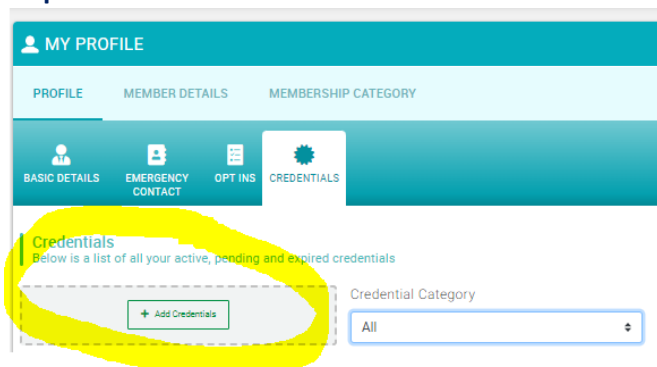 MY PROFILE
PROFILE MEMBER DETAILS MEMBERSHIP CATEGORY
BASIC DETAILS EMERGENCY CONTACT OPT INS CREDENTIALS
Credentials
Below is a list of all your active, pending and expired credentials
+ Add Credentials
Credential Category
All